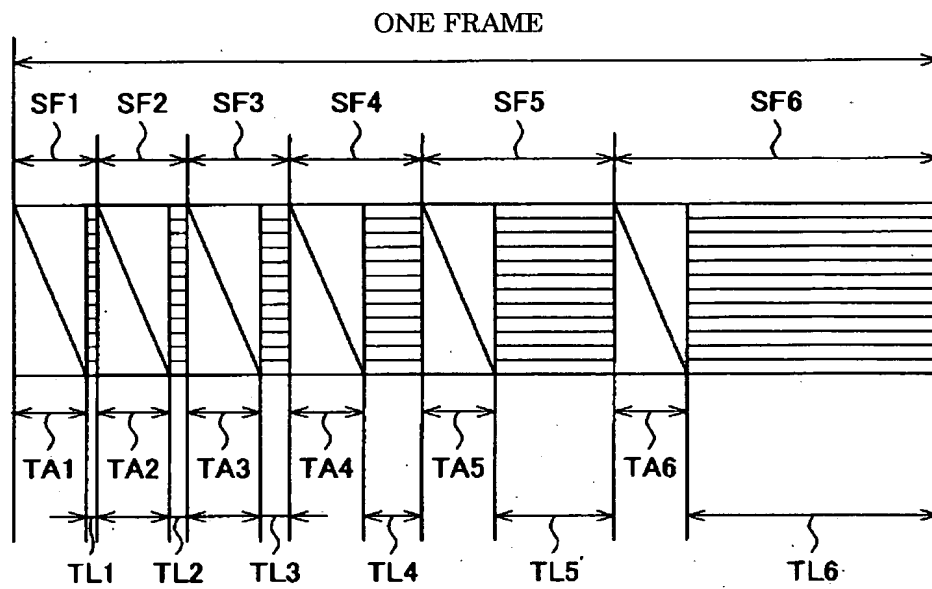 ONE FRAME
SF1 SF2 SF3 SF4 SF5 SF6
TA1 TA2 TA3 TA4 TA5 TA6
TL1 TL2 TL3 TL4 TL5 TL6